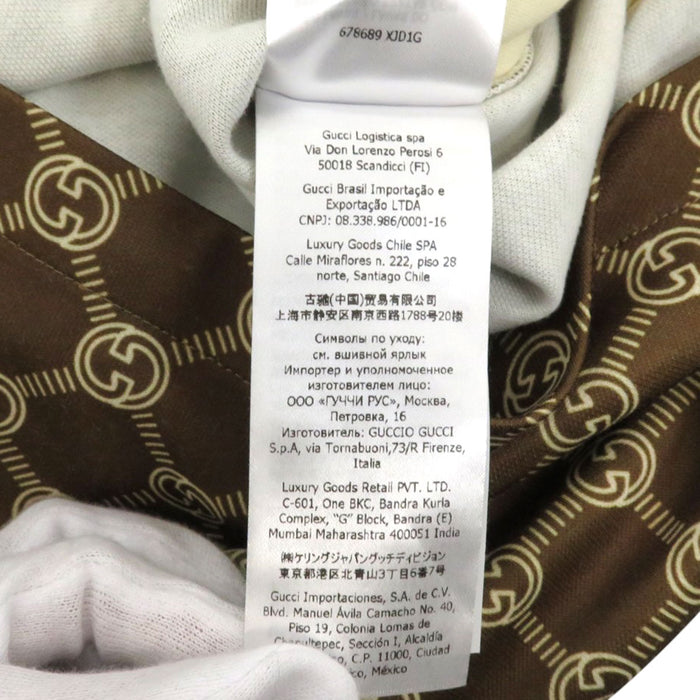 678689 XJD1G
Gucci Logistica spa
Via Don Lorenzo Perosi 6
50018 Scandicci (FI)
Gucci Brasil Importação e
Exportação LTDA
CNPJ: 08.338.986/0001-16
Luxury Goods Chile SPA
Calle Miraflores n. 222, piso 28
norte, Santiago Chile
古驰(中国)贸易有限公司
上海市静安区南京西路1788号20楼
Символы по уходу:
см. вшивной ярлык
Импортер и уполномоченное
изготовителем лицо:
ООО «ГУЧЧИ РУС», Москва,
Петровка, 16
Изготовитель: GUCCIO GUCCI
S.p.A, via Tornabuoni,73/R Firenze,
Italia
Luxury Goods Retail PVT. LTD.
C-601, One BKC, Bandra Kurla
Complex, "G" Block, Bandra (E)
Mumbai Maharashtra 400051 India
㈱ケリングジャパングッチディビジョン
東京都港区北青山3丁目6番7号
Gucci Importaciones, S.A. de C.V.
Blvd. Manuel Ávila Camacho No. 40,
Piso 19, Colonia Lomas de
Chapultepec, Sección I, Alcaldía
C.P. 11000, Ciudad
México, México